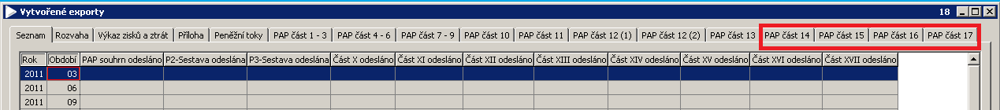 Vytvořené exporty 18
Seznam Rozvaha Výkaz zisků a ztrát Příloha Peněžní toky PAP část 1 - 3 PAP část 4 - 6 PAP část 7 - 9 PAP část 10 PAP část 11 PAP část 12 (1) PAP část 12 (2) PAP část 13 PAP část 14 PAP část 15 PAP část 16 PAP část 17
Rok Období PAP souhrn odesláno P2-Sestava odeslána P3-Sestava odeslána Část X odesláno Část XI odesláno Část XII odesláno Část XIII odesláno Část XIV odesláno Část XV odesláno Část XVI odesláno Část XVII odesláno
2011 03
2011 06
2011 09